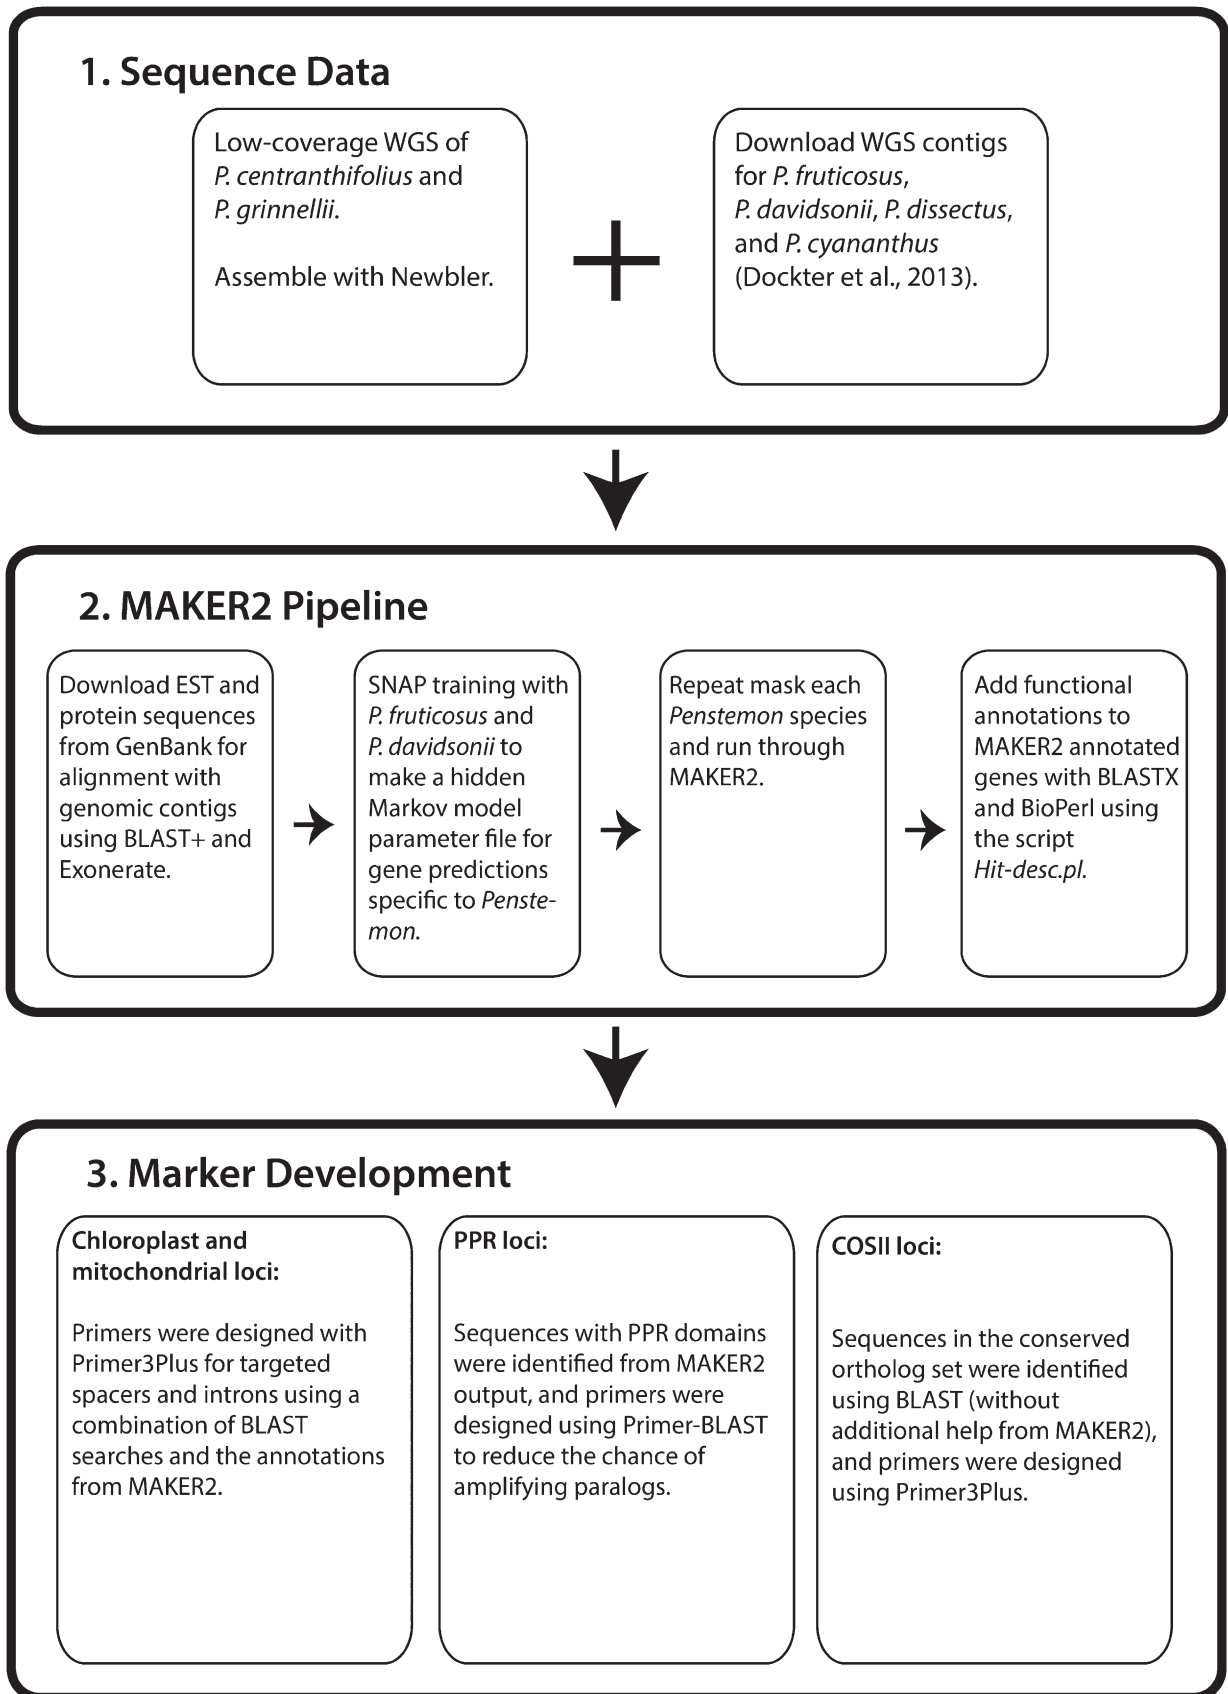 1. Sequence Data
Low-coverage WGS of
P. centranthifolius and
P. grinnellii.
Assemble with Newbler.
Download WGS contigs
for P. fruticosus,
P. davidsonii, P. dissectus,
and P. cyananthus
(Dockter et al., 2013).
2. MAKER2 Pipeline
Download EST and
protein sequences
from GenBank for
alignment with
genomic contigs
using BLAST+ and
Exonerate.
SNAP training with
P. fruticosus and
P. davidsonii to
make a hidden
Markov model
parameter file for
gene predictions
specific to Penste-
mon.
Repeat mask each
Penstemon species
and run through
MAKER2.
Add functional
annotations to
MAKER2 annotated
genes with BLASTX
and BioPerl using
the script
Hit-desc.pl.
3. Marker Development
Chloroplast and
mitochondrial loci:
Primers were designed with
Primer3Plus for targeted
spacers and introns using a
combination of BLAST
searches and the annotations
from MAKER2.
PPR loci:
Sequences with PPR domains
were identified from MAKER2
output, and primers were
designed using Primer-BLAST
to reduce the chance of
amplifying paralogs.
COSII loci:
Sequences in the conserved
ortholog set were identified
using BLAST (without
additional help from MAKER2),
and primers were designed
using Primer3Plus.